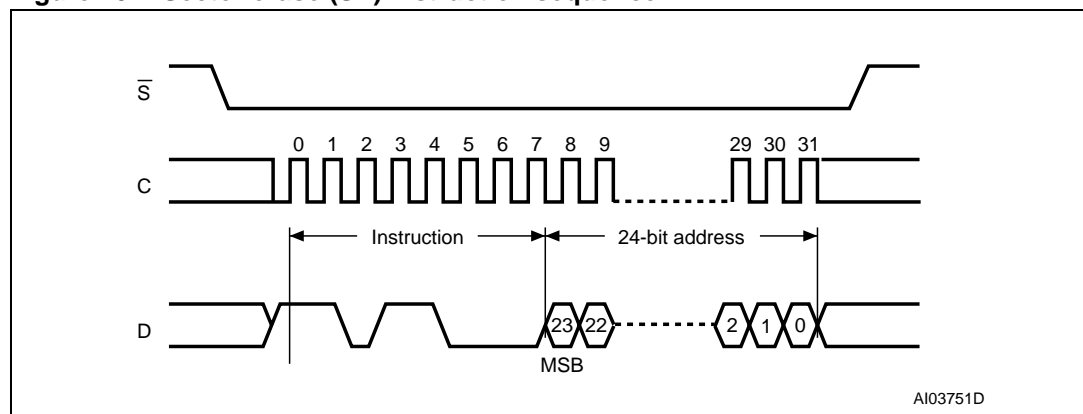 S
0 1 2 3 4 5 6 7 8 9 29 30 31
C
Instruction 24-bit address
D 23 22 2 1 0
MSB
AI03751D